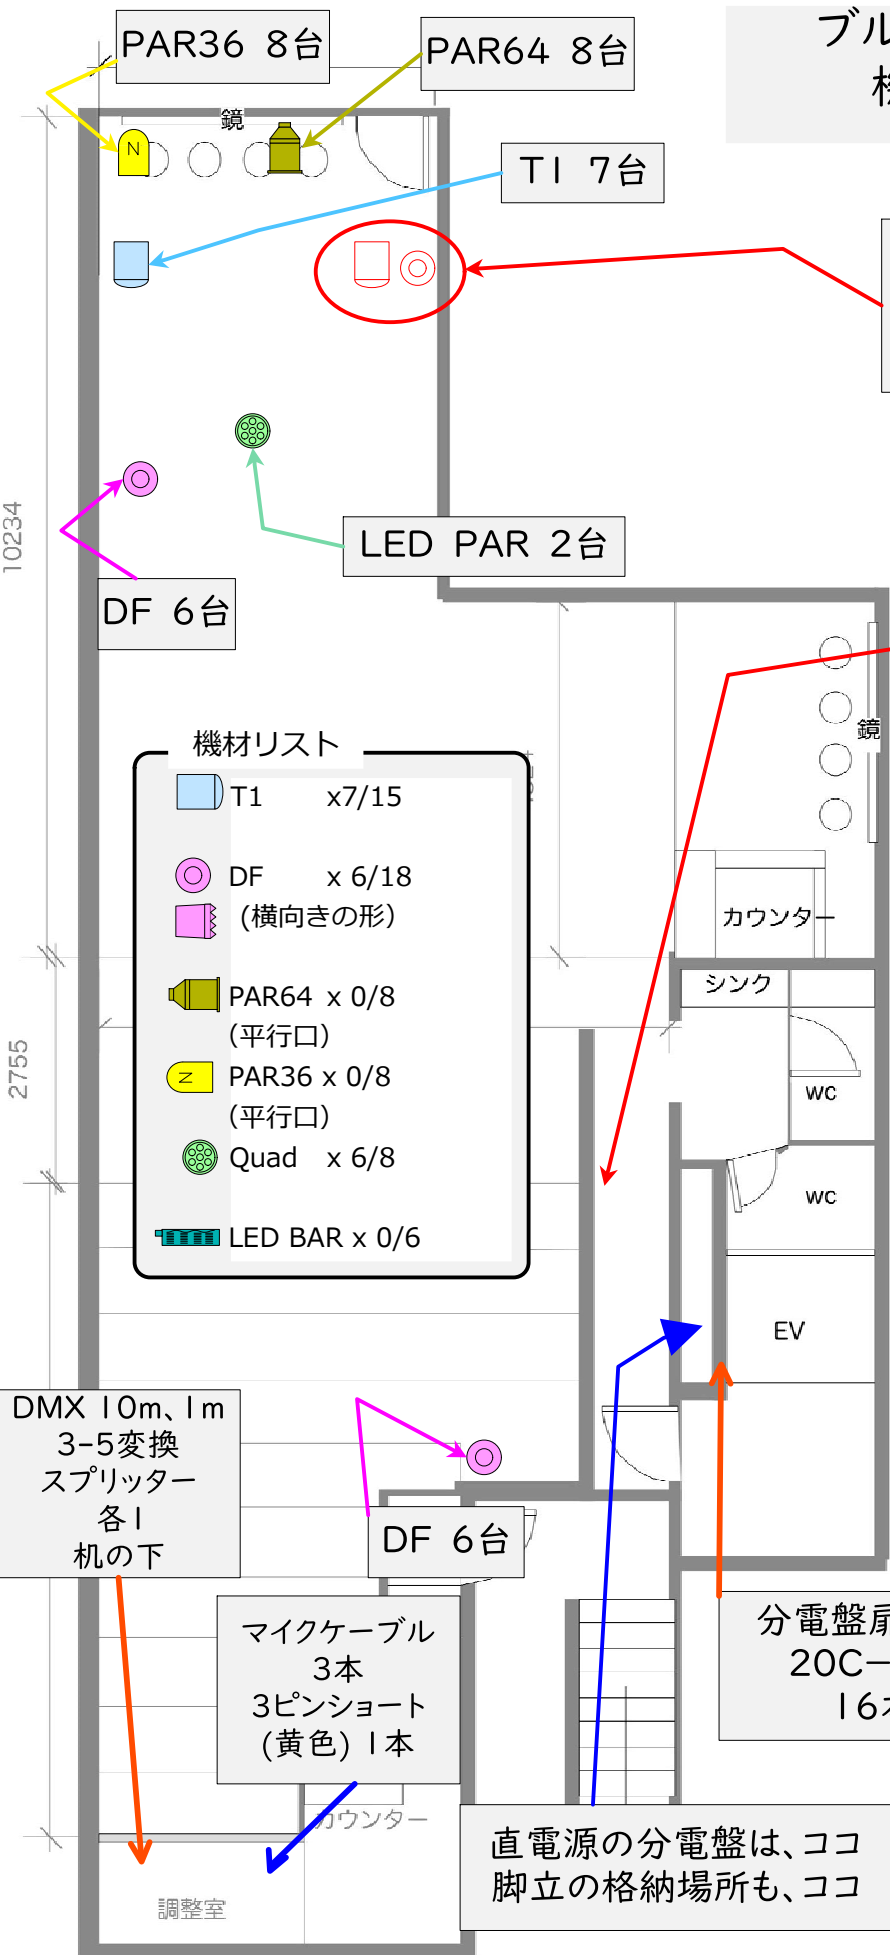 PAR36 8台
PAR64 8台
ブル
鏡
N
T1 7台
10234
LED PAR 2台
DF 6台
鏡
機材リスト
T1 x7/15
DF x 6/18
(横向きの形)
カウンター
PAR64 x 0/8
(平行口)
シンク
2755
N
PAR36 x 0/8
(平行口)
WC
Quad x 6/8
WC
LED BAR x 0/6
EV
DMX 10m、1m
3-5変換
スプリッター
各1
机の下
DF 6台
マイクケーブル
3本
3ピンショート
(黄色) 1本
分電盤扉
20C
16
カウンター
直電源の分電盤は、ココ
脚立の格納場所も、ココ
調整室